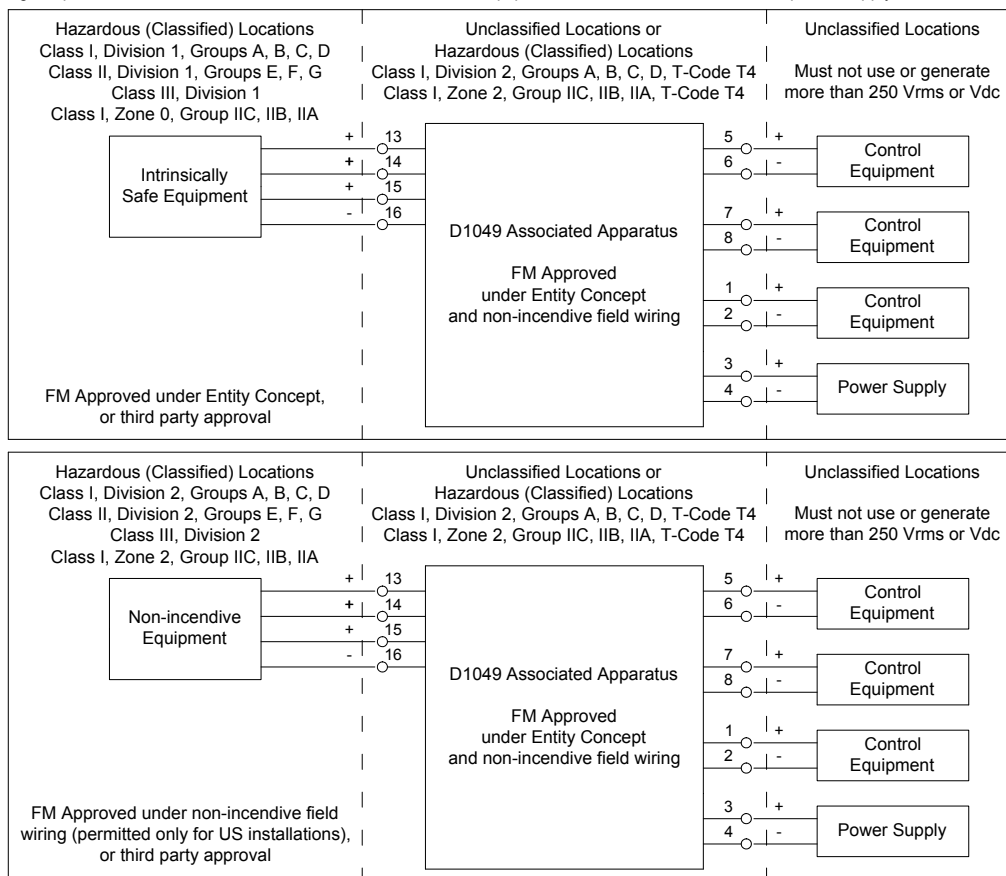 Hazardous (Classified) Locations
Class I, Division 1, Groups A, B, C, D
Class II, Division 1, Groups E, F, G
Class III, Division 1
Class I, Zone 0, Group IIC, IIB, IIA
Unclassified Locations or
Hazardous (Classified) Locations
Class I, Division 2, Groups A, B, C, D, T-Code T4
Class I, Zone 2, Group IIC, IIB, IIA, T-Code T4
Unclassified Locations
Must not use or generate
more than 250 Vrms or Vdc
Intrinsically
Safe Equipment
+ 13
+ 14
+ 15
- 16
D1049 Associated Apparatus
FM Approved
under Entity Concept
and non-incendive field wiring
5 +
6 -
Control
Equipment
7 +
8 -
Control
Equipment
1 +
2 -
Control
Equipment
3 +
4 -
Power Supply
FM Approved under Entity Concept,
or third party approval
Hazardous (Classified) Locations
Class I, Division 2, Groups A, B, C, D
Class II, Division 2, Groups E, F, G
Class III, Division 2
Class I, Zone 2, Group IIC, IIB, IIA
Unclassified Locations or
Hazardous (Classified) Locations
Class I, Division 2, Groups A, B, C, D, T-Code T4
Class I, Zone 2, Group IIC, IIB, IIA, T-Code T4
Unclassified Locations
Must not use or generate
more than 250 Vrms or Vdc
Non-incendive
Equipment
+ 13
+ 14
+ 15
- 16
D1049 Associated Apparatus
FM Approved
under Entity Concept
and non-incendive field wiring
5 +
6 -
Control
Equipment
7 +
8 -
Control
Equipment
1 +
2 -
Control
Equipment
3 +
4 -
Power Supply
FM Approved under non-incendive field
wiring (permitted only for US installations),
or third party approval